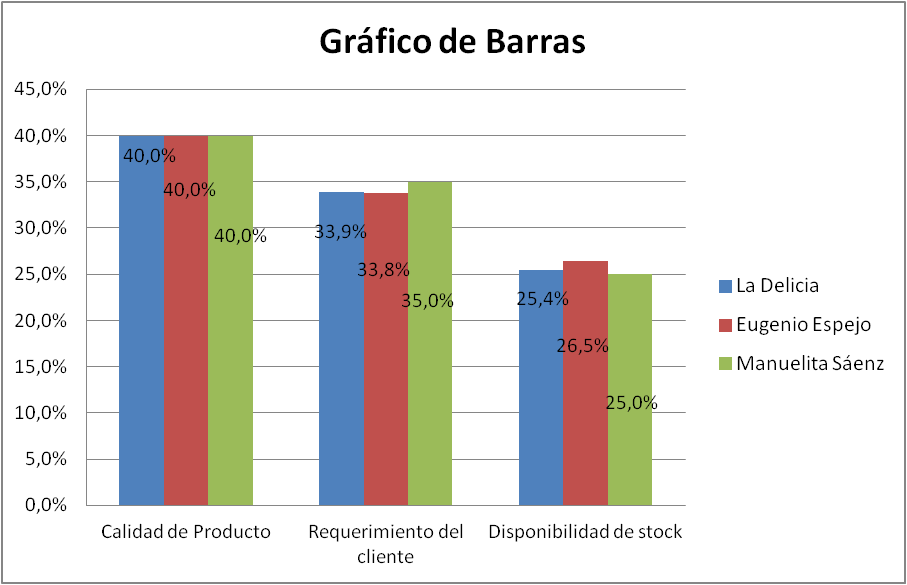 Gráfico de Barras
45,0%
40,0%
35,0%
30,0%
25,0%
20,0%
15,0%
10,0%
5,0%
0,0%
40,0%
40,0%
40,0%
33,9%
33,8%
35,0%
25,4%
26,5%
25,0%
Calidad de Producto
Requerimiento del
cliente
Disponibilidad de stock
La Delicia
Eugenio Espejo
Manuelita Sáenz